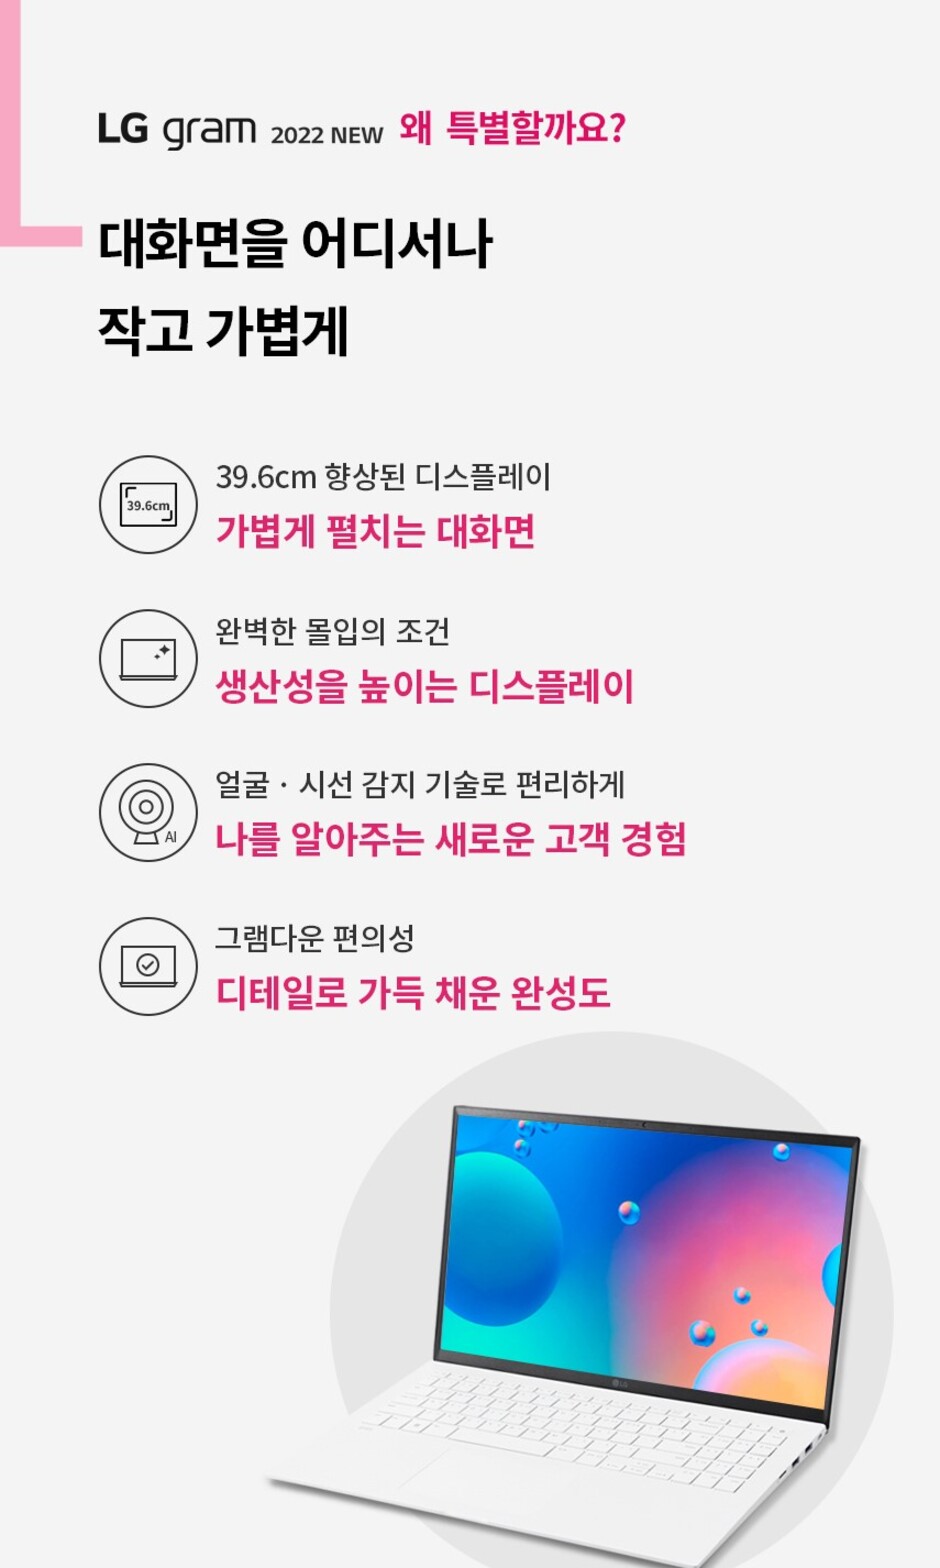 LG gram 2022 NEW 왜 특별할까요?
대화면을 어디서나
작고 가볍게
39.6cm
39.6cm 향상된 디스플레이
가볍게 펼치는 대화면
완벽한 몰입의 조건
생산성을 높이는 디스플레이
AI
얼굴 · 시선 감지 기술로 편리하게
나를 알아주는 새로운 고객 경험
그램다운 편의성
디테일로 가득 채운 완성도
LG